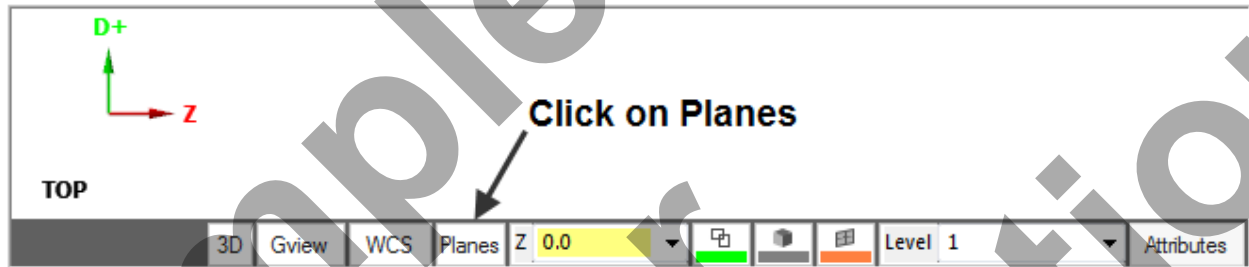 D+
Z
Click on Planes
TOP
3D Gview WCS Planes Z 0.0 Level 1 Attributes